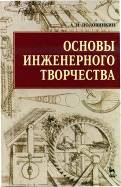 А. И. ПОЛОВИНКИН
ОСНОВЫ
ИНЖЕНЕРНОГО
ТВОРЧЕСТВА